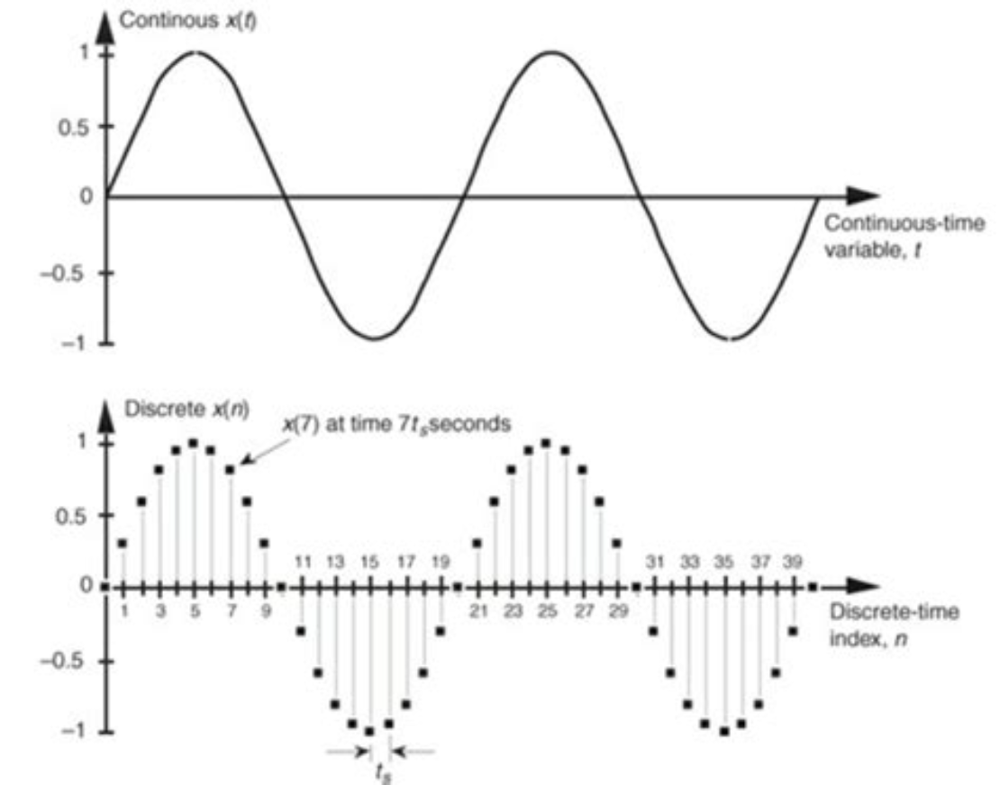 Continous x(t)
1
0.5
0
−0.5
−1
Continuous-time
variable, t
Discrete x(n)
x(7) at time 7tₛseconds
1
0.5
0
−0.5
−1
11 13 15 17 19 31 33 35 37 39
1 3 5 7 9 21 23 25 27 29
Discrete-time
index, n
tₛ